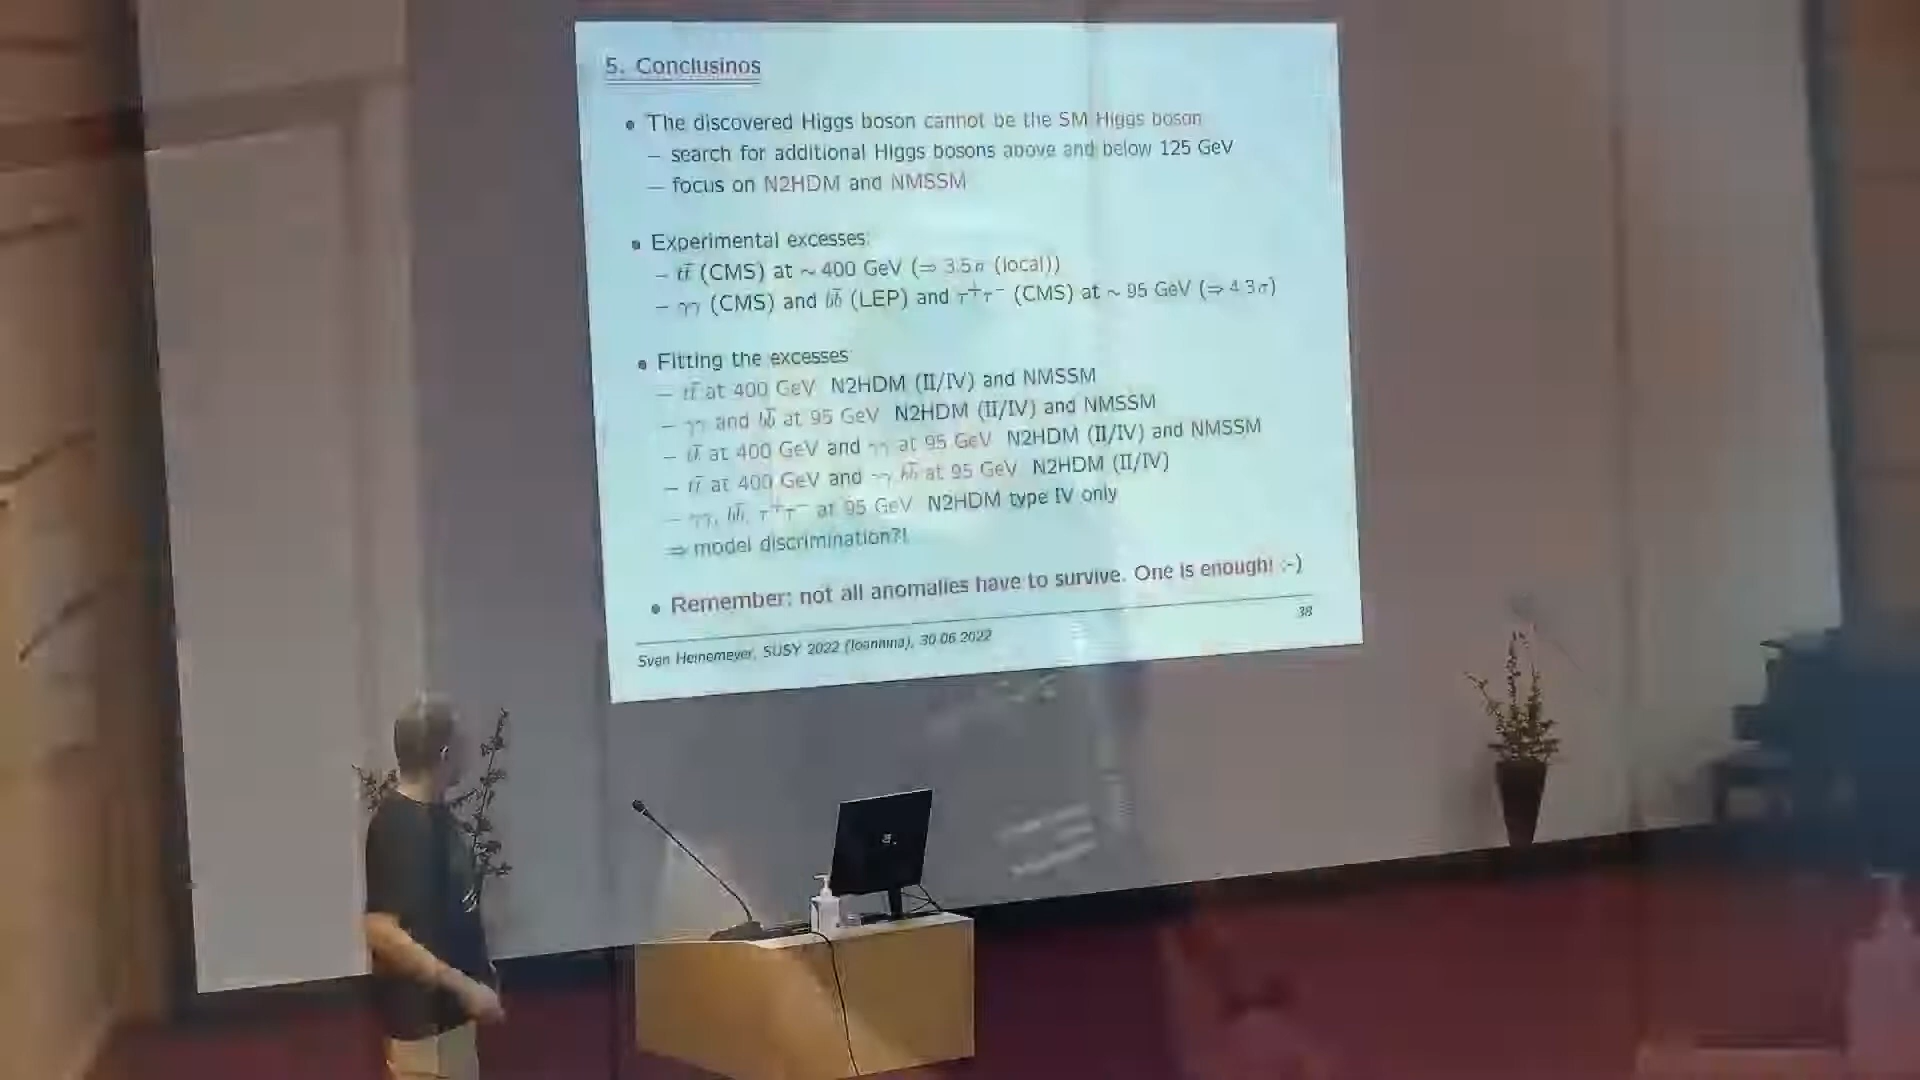 5. Conclusinos
• The discovered Higgs boson cannot be the SM Higgs boson
– search for additional Higgs bosons above and below 125 GeV
– focus on N2HDM and NMSSM
• Experimental excesses:
– tt̄ (CMS) at ~ 400 GeV (⇒ 3.5σ (local))
– γγ (CMS) and bb̄ (LEP) and τ⁺τ⁻ (CMS) at ~ 95 GeV (⇒ 4.3σ)
• Fitting the excesses
– tt̄ at 400 GeV N2HDM (II/IV) and NMSSM
– γγ and bb̄ at 95 GeV N2HDM (II/IV) and NMSSM
– tt̄ at 400 GeV and γγ at 95 GeV N2HDM (II/IV) and NMSSM
– tt̄ at 400 GeV and γγ, bb̄ at 95 GeV N2HDM (II/IV)
– γγ, bb̄, τ⁺τ⁻ at 95 GeV N2HDM type IV only
⇒ model discrimination?!
• Remember: not all anomalies have to survive. One is enough! :-)
Sven Heinemeyer, SUSY 2022 (Ioannina), 30.06.2022
38